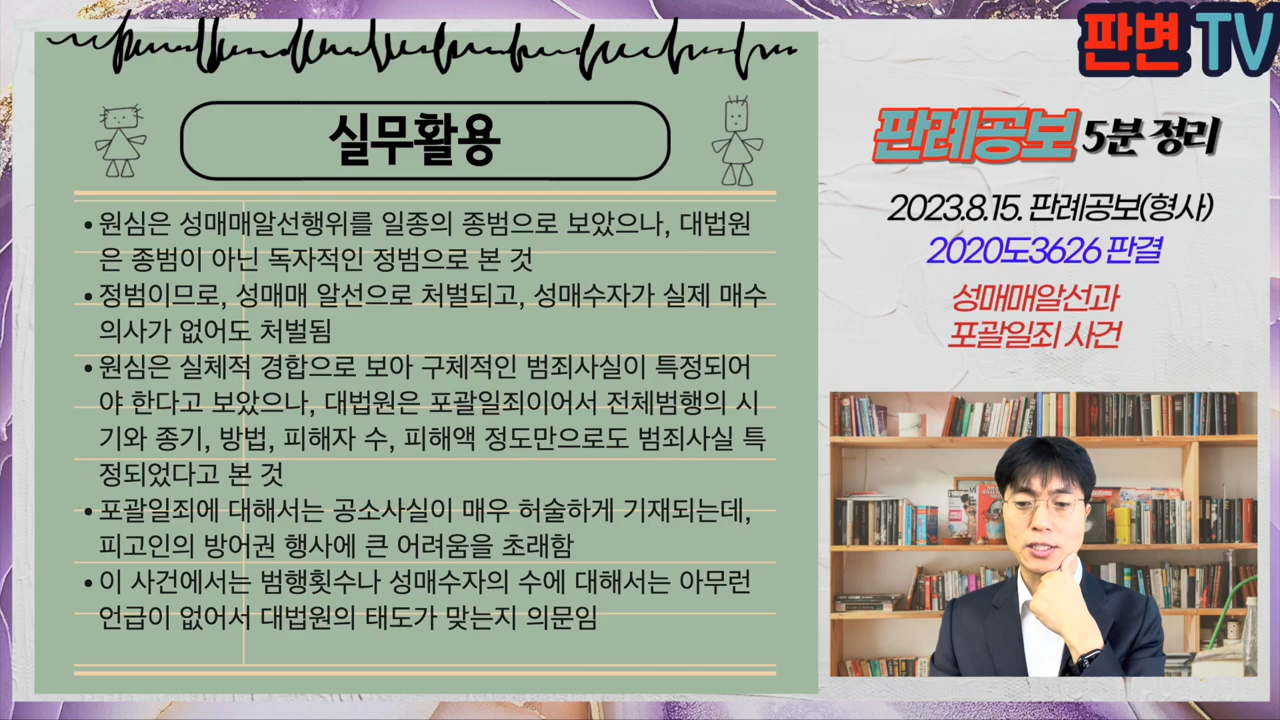 판변 TV
실무활용
• 원심은 성매매알선행위를 일종의 종범으로 보았으나, 대법원
은 종범이 아닌 독자적인 정범으로 본 것
• 정범이므로, 성매매 알선으로 처벌되고, 성매수자가 실제 매수
의사가 없어도 처벌됨
• 원심은 실체적 경합으로 보아 구체적인 범죄사실이 특정되어
야 한다고 보았으나, 대법원은 포괄일죄이어서 전체범행의 시
기와 종기, 방법, 피해자 수, 피해액 정도만으로도 범죄사실 특
정되었다고 본 것
• 포괄일죄에 대해서는 공소사실이 매우 허술하게 기재되는데,
피고인의 방어권 행사에 큰 어려움을 초래함
• 이 사건에서는 범행횟수나 성매수자의 수에 대해서는 아무런
언급이 없어서 대법원의 태도가 맞는지 의문임
판례공보 5분 정리
2023.8.15. 판례공보(형사)
2020도3626 판결
성매매알선과
포괄일죄 사건